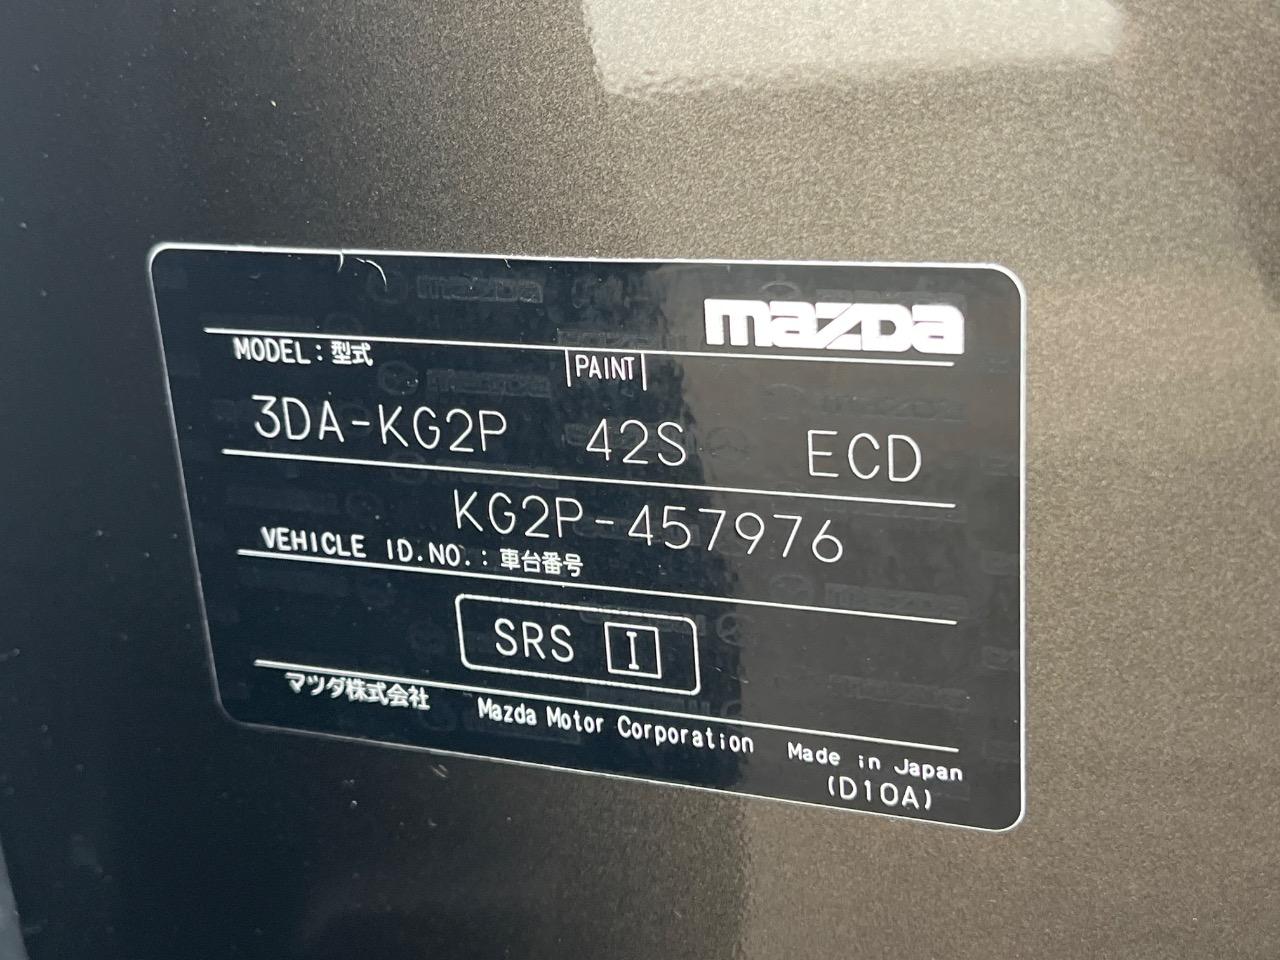 mazda
MODEL : 型式 PAINT
3DA-KG2P 42S ECD
KG2P-457976
VEHICLE ID.NO. : 車台番号
SRS I
マツダ株式会社 Mazda Motor Corporation Made in Japan
(D10A)